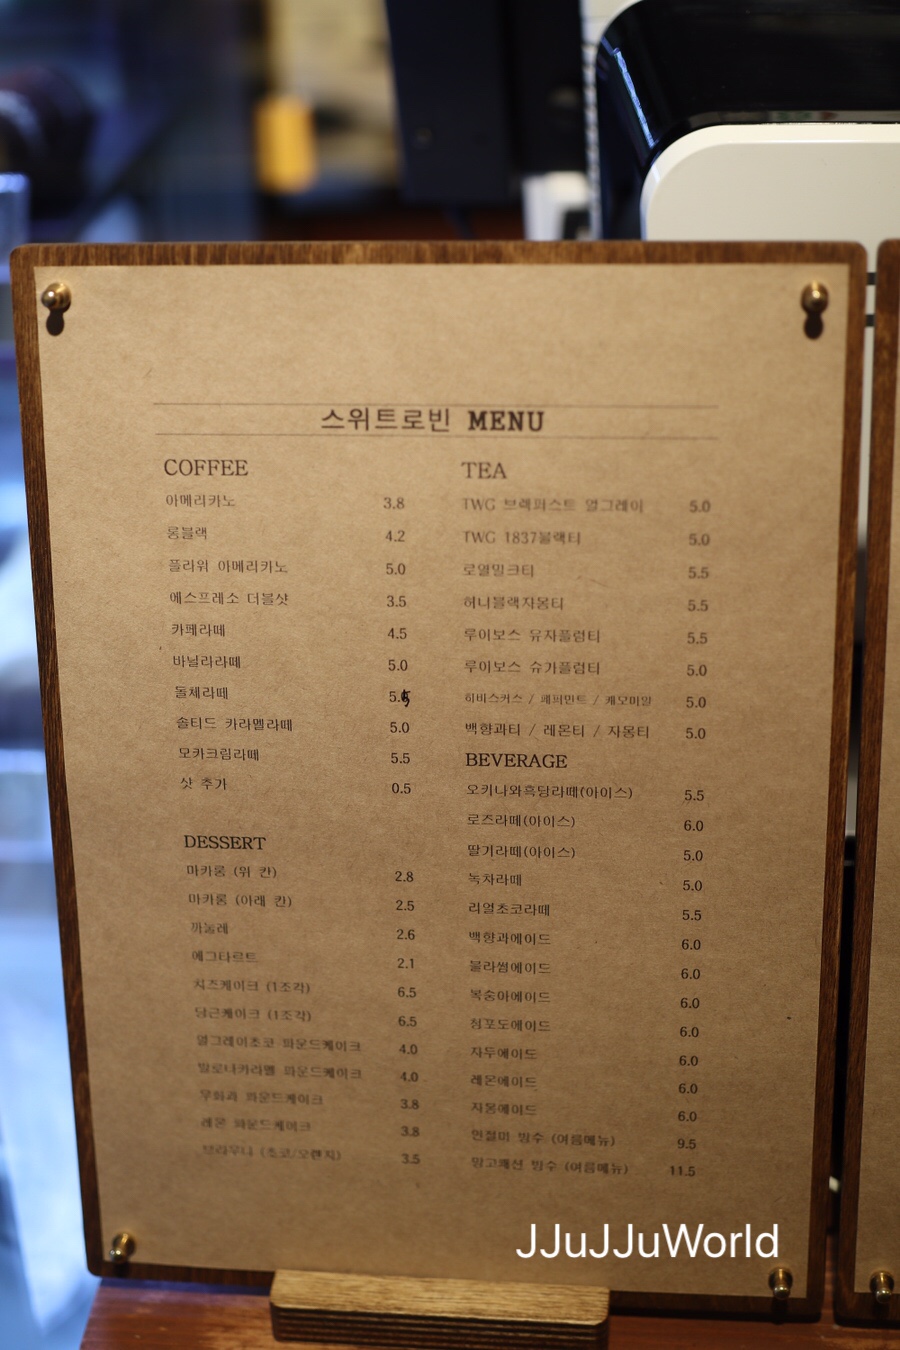 스위트로빈 MENU
COFFEE
아메리카노 3.8
롱블랙 4.2
플라워 아메리카노 5.0
에스프레소 더블샷 3.5
카페라떼 4.5
바닐라라떼 5.0
돌체라떼 5.5
솔티드 카라멜라떼 5.0
모카크림라떼 5.5
샷 추가 0.5
DESSERT
마카롱 (위 칸) 2.8
마카롱 (아래 칸) 2.5
까눌레 2.6
에그타르트 2.1
치즈케이크 (1조각) 6.5
당근케이크 (1조각) 6.5
얼그레이초코 파운드케이크 4.0
발로나카라멜 파운드케이크 4.0
무화과 파운드케이크 3.8
레몬 파운드케이크 3.8
브라우니 (초코/오렌지) 3.5
TEA
TWG 브랙퍼스트 얼그레이 5.0
TWG 1837블랙티 5.0
로얄밀크티 5.5
허니블랙자몽티 5.5
루이보스 유자플럼티 5.5
루이보스 슈가플럼티 5.0
히비스커스 / 페퍼민트 / 캐모마일 5.0
백향과티 / 레몬티 / 자몽티 5.0
BEVERAGE
오키나와흑당라떼(아이스) 5.5
로즈라떼(아이스) 6.0
딸기라떼(아이스) 5.0
녹차라떼 5.0
리얼초코라떼 5.5
백향과에이드 6.0
블라썸에이드 6.0
복숭아에이드 6.0
청포도에이드 6.0
자두에이드 6.0
레몬에이드 6.0
자몽에이드 6.0
인절미 빙수 (여름메뉴) 9.5
망고패션 빙수 (여름메뉴) 11.5
JJuJJuWorld